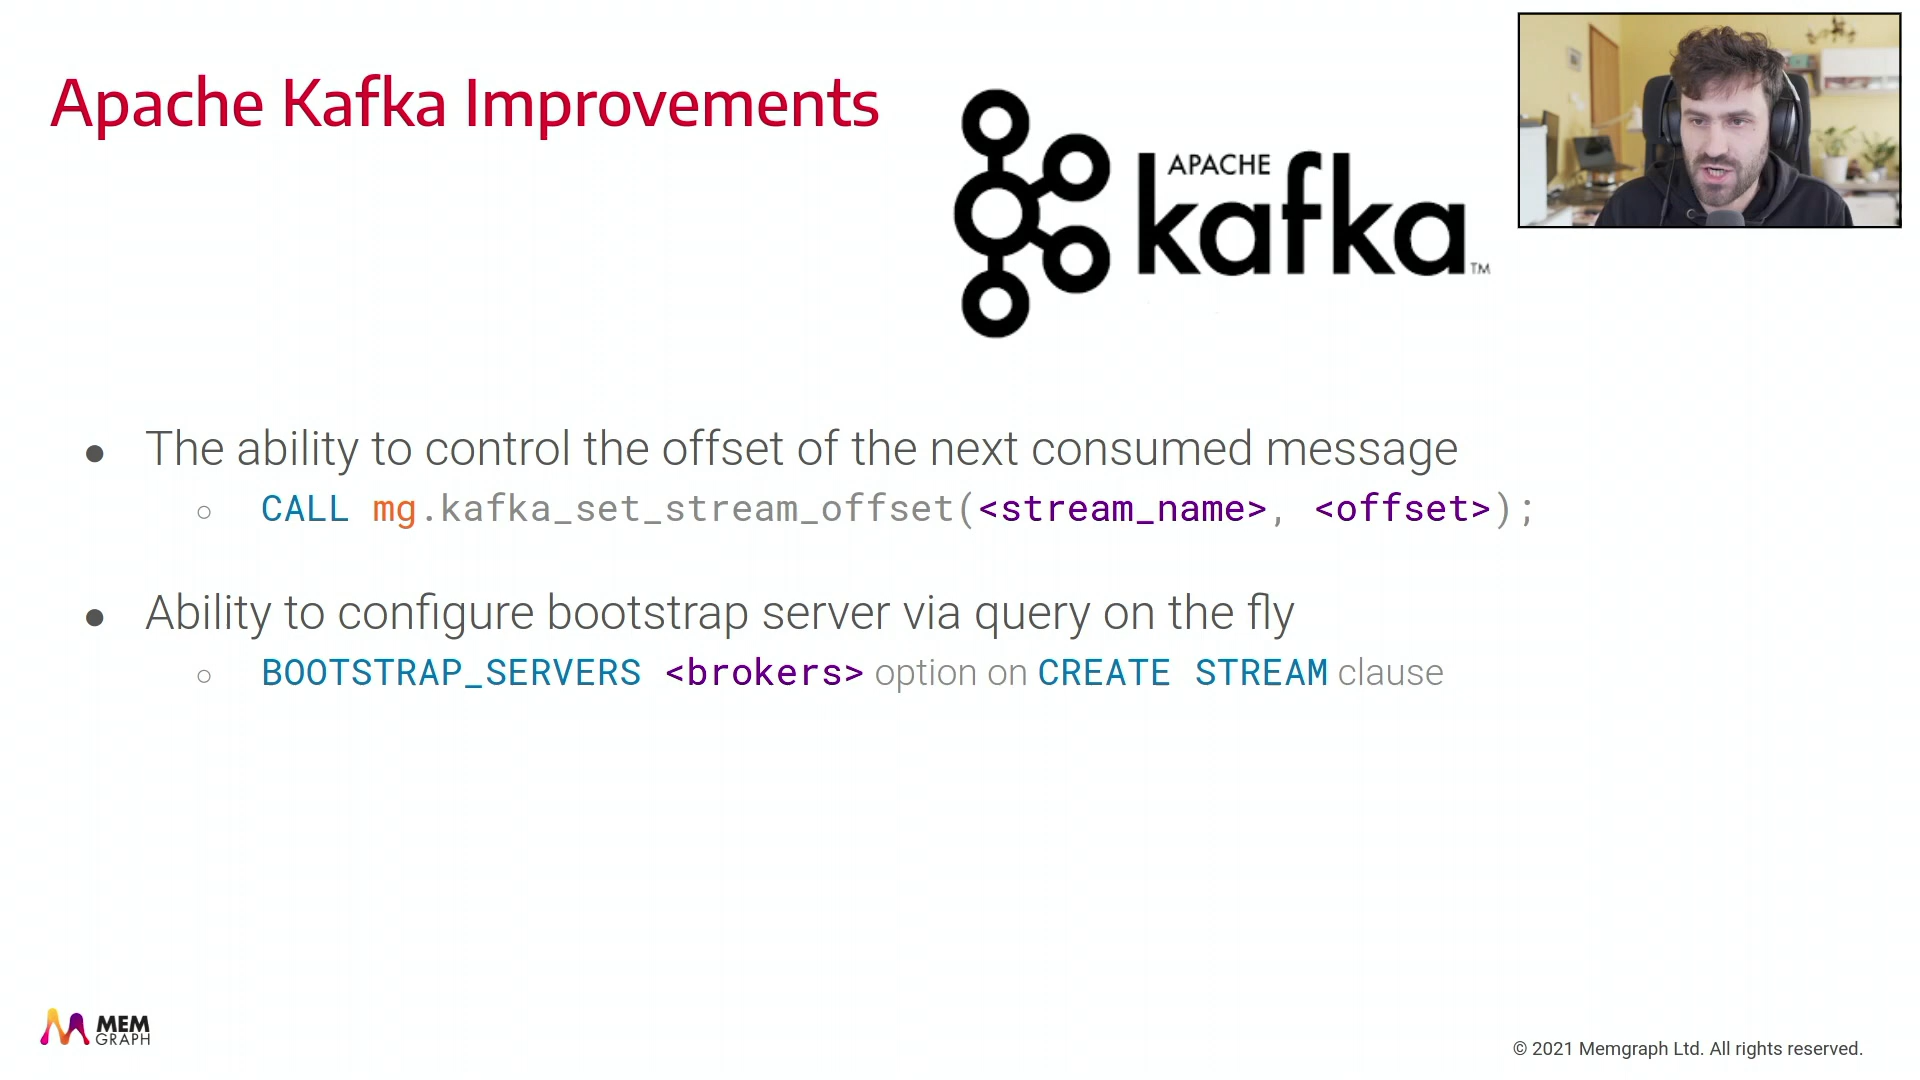 Apache Kafka Improvements
APACHE
kafka
TM
● The ability to control the offset of the next consumed message
○ CALL mg.kafka_set_stream_offset(<stream_name>, <offset>);
● Ability to configure bootstrap server via query on the fly
○ BOOTSTRAP_SERVERS <brokers> option on CREATE STREAM clause
MEM
GRAPH
© 2021 Memgraph Ltd. All rights reserved.